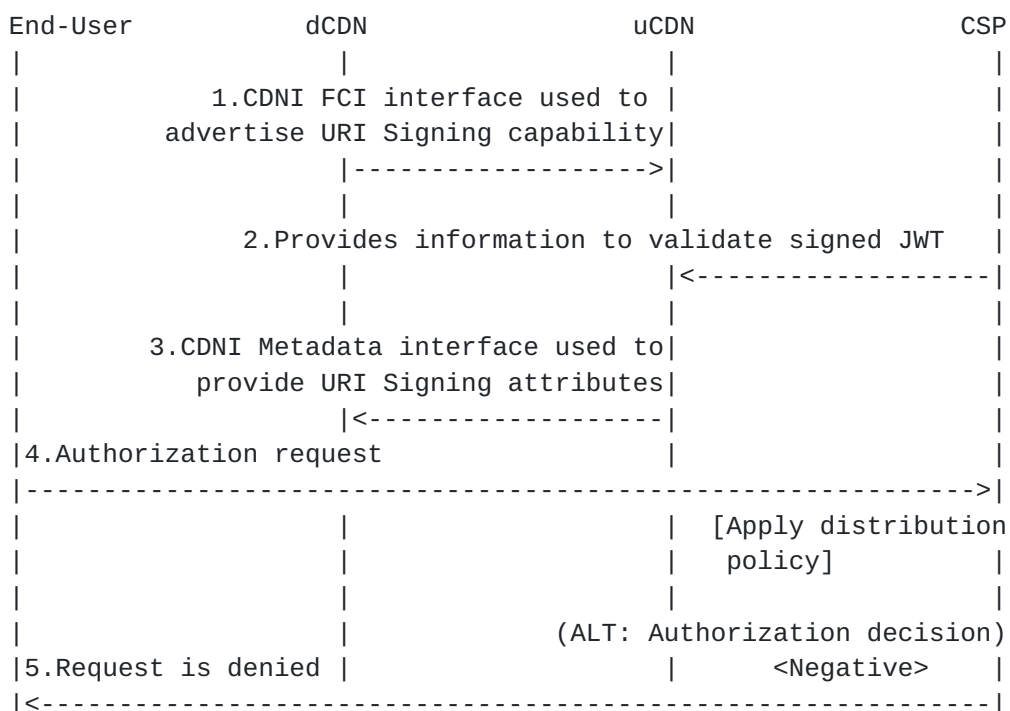 End-User dCDN uCDN CSP
1.CDNI FCI interface used to
advertise URI Signing capability
2.Provides information to validate signed JWT
3.CDNI Metadata interface used to
provide URI Signing attributes
4.Authorization request
[Apply distribution
policy]
(ALT: Authorization decision)
5.Request is denied <Negative>